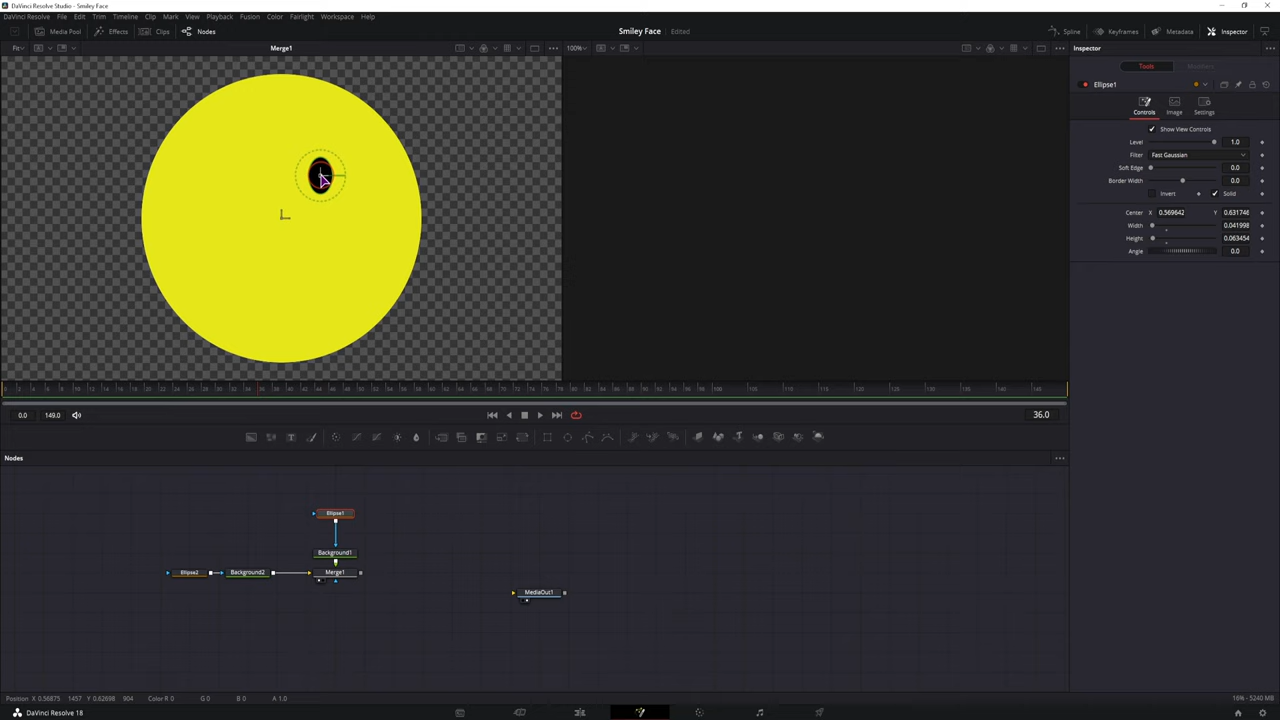 DaVinci Resolve Studio - Smiley Face
DaVinci Resolve File Edit Trim Timeline Clip Mark View Playback Fusion Color Fairlight Workspace Help
Media Pool Effects Clips Nodes Smiley Face Edited Spline Keyframes Metadata Inspector
Fit Merge1 100% Inspector
Tools Modifiers
Ellipse1
Controls Image Settings
Show View Controls
Level 1.0
Filter Fast Gaussian
Soft Edge 0.0
Border Width 0.0
Invert Solid
Center X 0.569642 Y 0.631746
Width 0.041998
Height 0.063454
Angle 0.0
0.0 149.0 36.0
Nodes
Ellipse1
Background1
Ellipse2 Background2 Merge1
MediaOut1
Position X 0.56875 1457 Y 0.62698 904 Color R 0 G 0 B 0 A 1.0 16% - 5240 MB
DaVinci Resolve 18